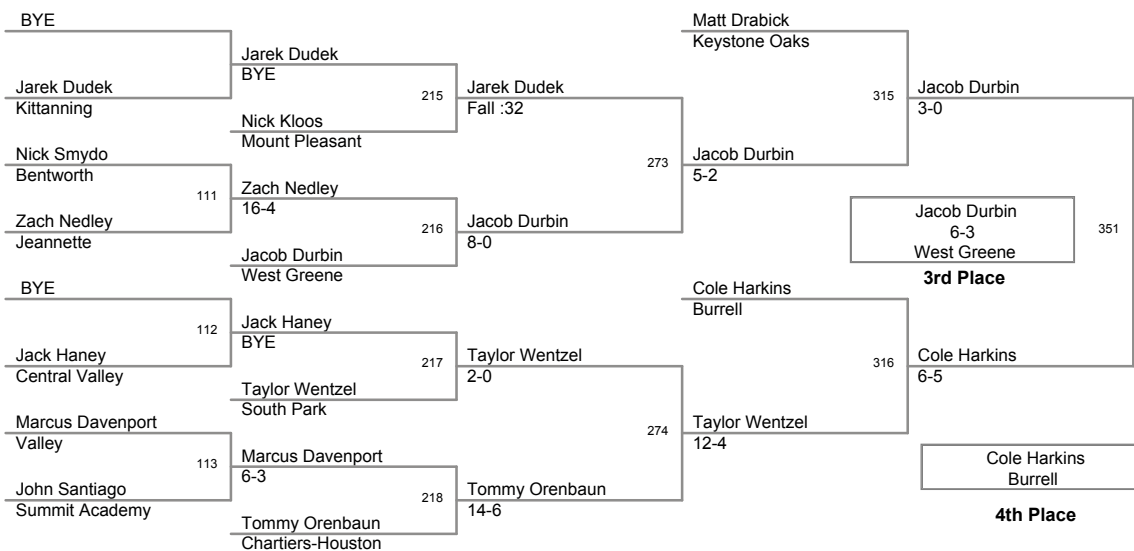 BYE
Jarek Dudek
Kittanning
Nick Smydo
Bentworth
111
Zach Nedley
Jeannette
BYE
112
Jack Haney
Central Valley
Marcus Davenport
Valley
113
John Santiago
Summit Academy
Jarek Dudek
BYE
215
Nick Kloos
Mount Pleasant
Zach Nedley
16-4
216
Jacob Durbin
West Greene
Jack Haney
BYE
217
Taylor Wentzel
South Park
Marcus Davenport
6-3
218
Tommy Orenbaun
Chartiers-Houston
Jarek Dudek
Fall :32
273
Jacob Durbin
8-0
Taylor Wentzel
2-0
274
Tommy Orenbaun
14-6
Matt Drabick
Keystone Oaks
315
Jacob Durbin
5-2
Cole Harkins
Burrell
316
Taylor Wentzel
12-4
Jacob Durbin
3-0
351
Cole Harkins
6-5
Jacob Durbin
6-3
West Greene
3rd Place
Cole Harkins
Burrell
4th Place